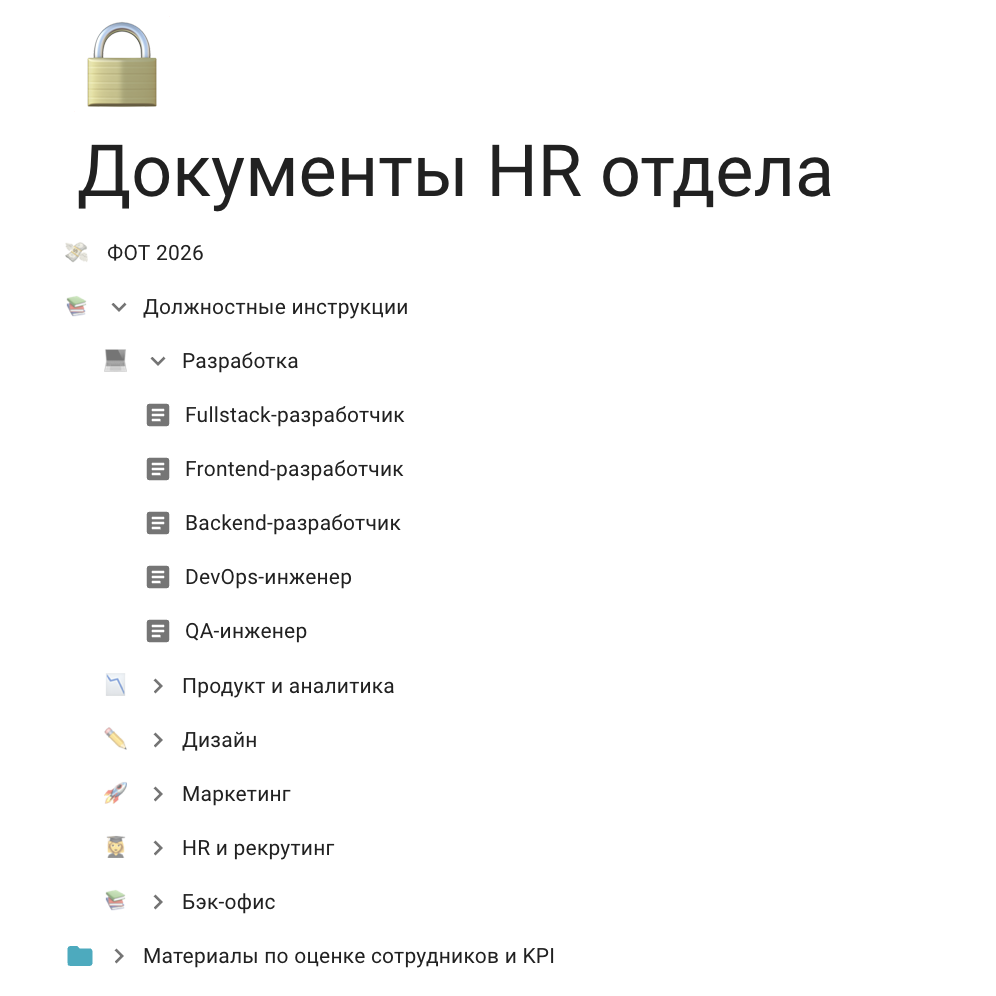 Документы HR отдела
ФОТ 2026
Должностные инструкции
Разработка
Fullstack-разработчик
Frontend-разработчик
Backend-разработчик
DevOps-инженер
QA-инженер
Продукт и аналитика
Дизайн
Маркетинг
HR и рекрутинг
Бэк-офис
Материалы по оценке сотрудников и KPI